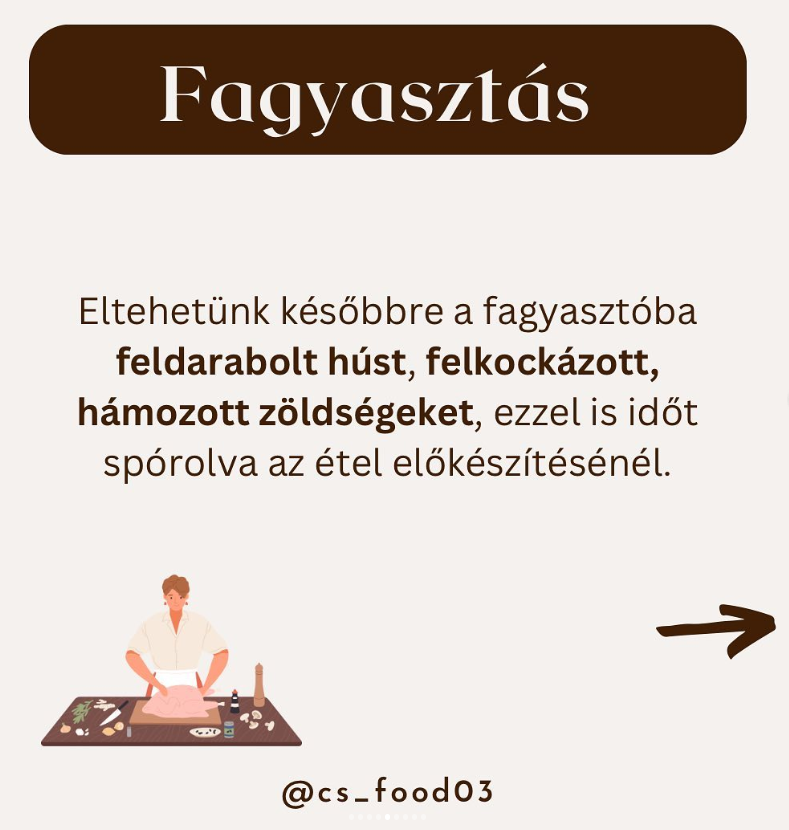 Fagyasztás
Eltehetünk későbbre a fagyasztóba
feldarabolt húst, felkockázott,
hámozott zöldségeket, ezzel is időt
spórolva az étel előkészítésénél.
@cs_food03